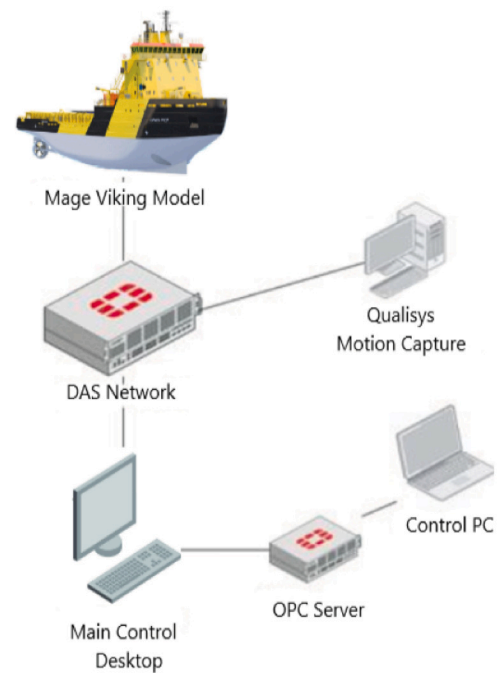 Mage Viking Model
Qualisys
Motion Capture
DAS Network
Control PC
OPC Server
Main Control
Desktop